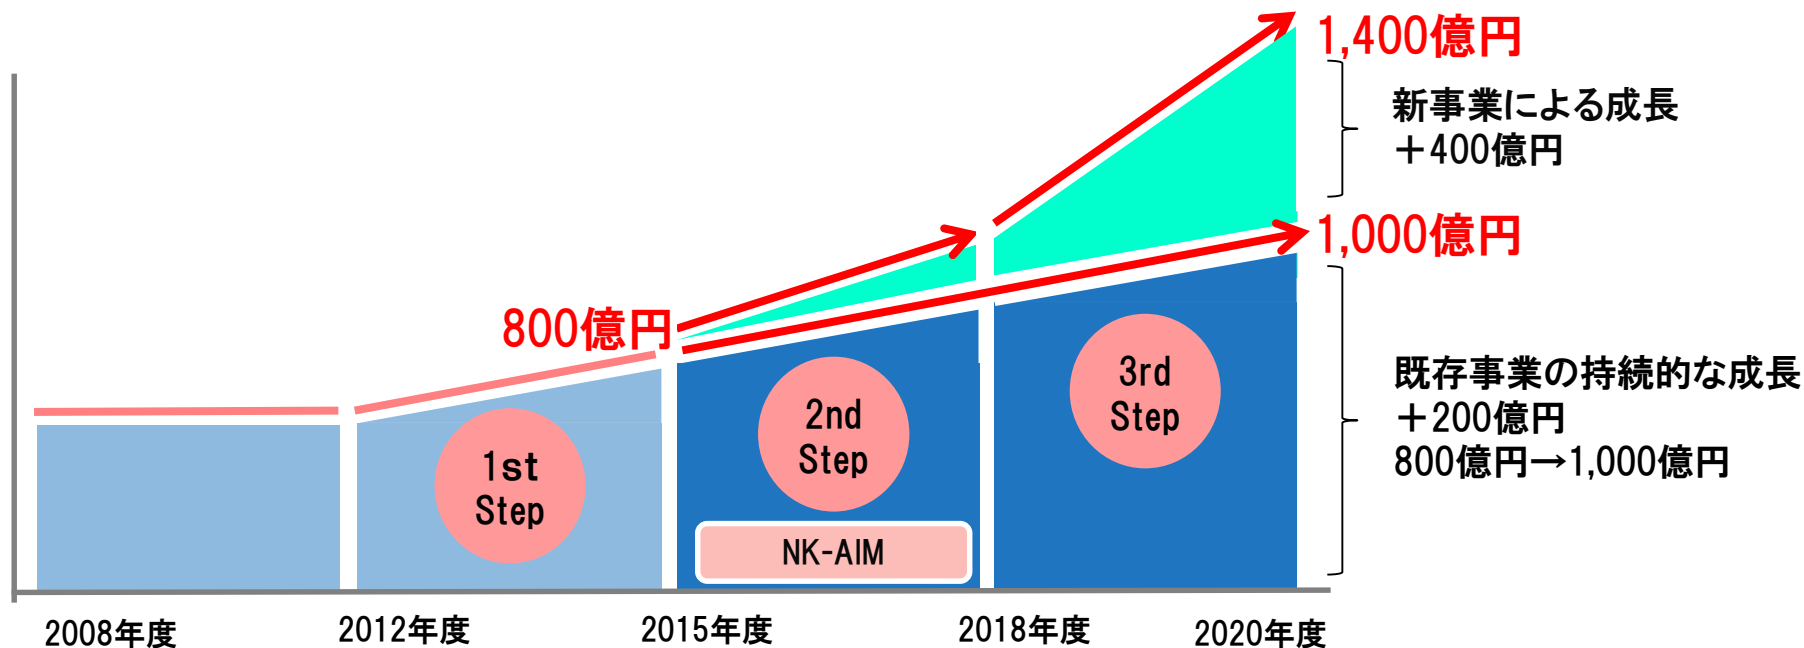 1,400億円
新事業による成長
＋400億円
1,000億円
800億円
既存事業の持続的な成長
＋200億円
800億円→1,000億円
1st
Step
2nd
Step
3rd
Step
NK-AIM
2008年度
2012年度
2015年度
2018年度
2020年度